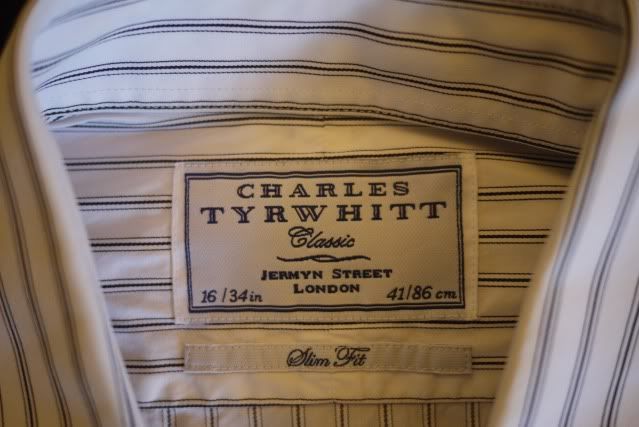 CHARLES
TYRWHITT
Classic
JERMYN STREET
LONDON
16/34in 41/86 cm
Slim Fit